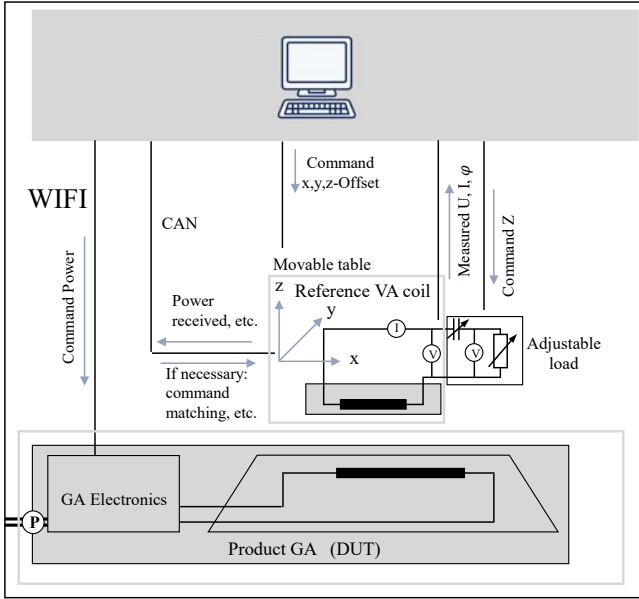 Command
x,y,z-Offset
WIFI
CAN
Measured U, I, φ
Command Z
Command Power
Movable table
z
Reference VA coil
y
Power
received, etc.
I
x
V
V
Adjustable
load
If necessary:
command
matching, etc.
GA Electronics
P
Product GA (DUT)